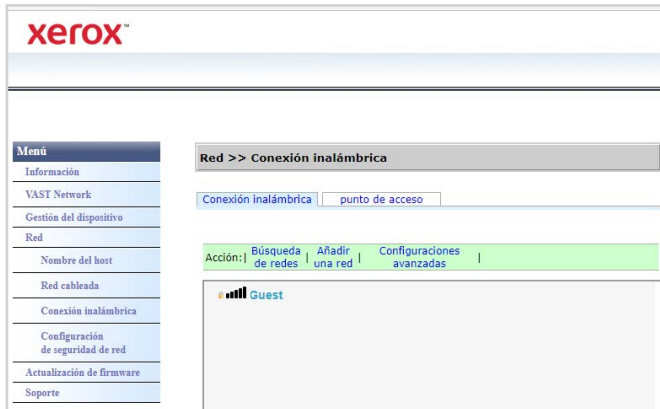 xerox™
Menú
Información
VAST Network
Gestión del dispositivo
Red
Nombre del host
Red cableada
Conexión inalámbrica
Configuración
de seguridad de red
Actualización de firmware
Soporte
Red >> Conexión inalámbrica
Conexión inalámbrica punto de acceso
Acción:| Búsqueda de redes | Añadir una red | Configuraciones avanzadas |
Guest